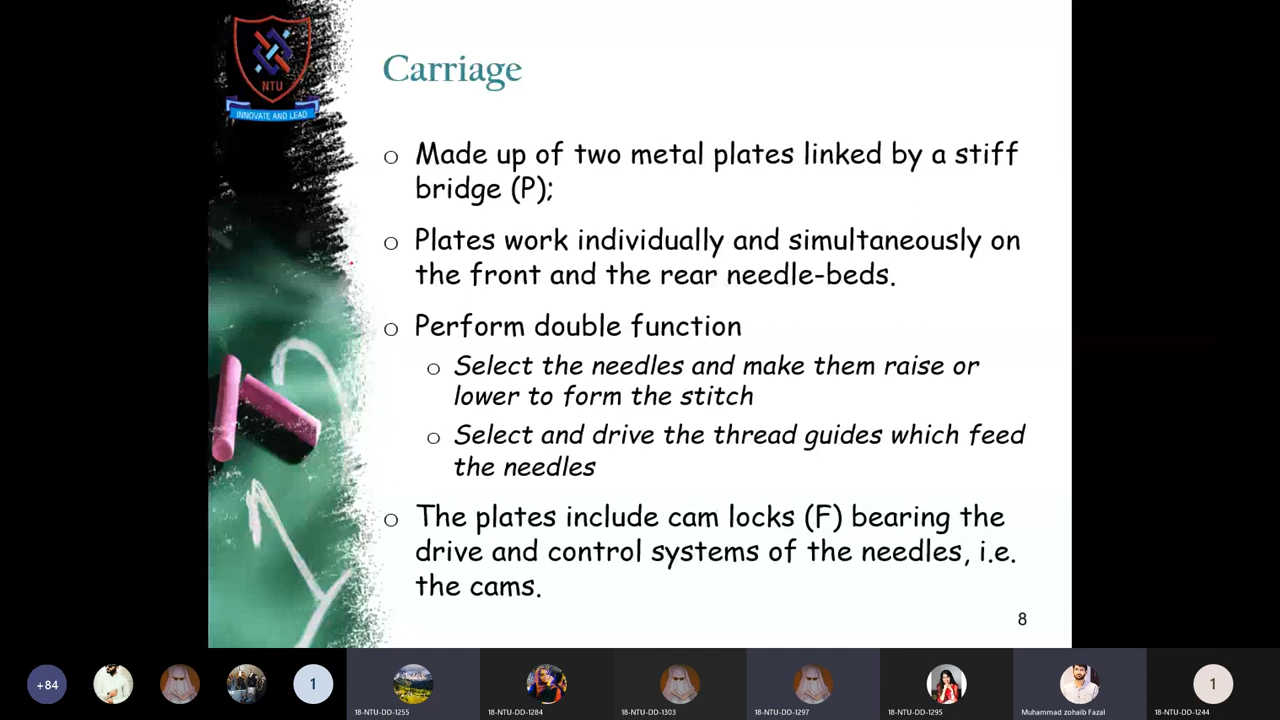 NTU
INNOVATE AND LEAD
Carriage
Made up of two metal plates linked by a stiff
bridge (P);
Plates work individually and simultaneously on
the front and the rear needle-beds.
Perform double function
Select the needles and make them raise or
lower to form the stitch
Select and drive the thread guides which feed
the needles
The plates include cam locks (F) bearing the
drive and control systems of the needles, i.e.
the cams.
8
+84
1
18-NTU-DD-1255
18-NTU-DD-1284
18-NTU-DD-1303
18-NTU-DD-1297
18-NTU-DD-1295
Muhammad zohaib Fazal
1
18-NTU-DD-1244